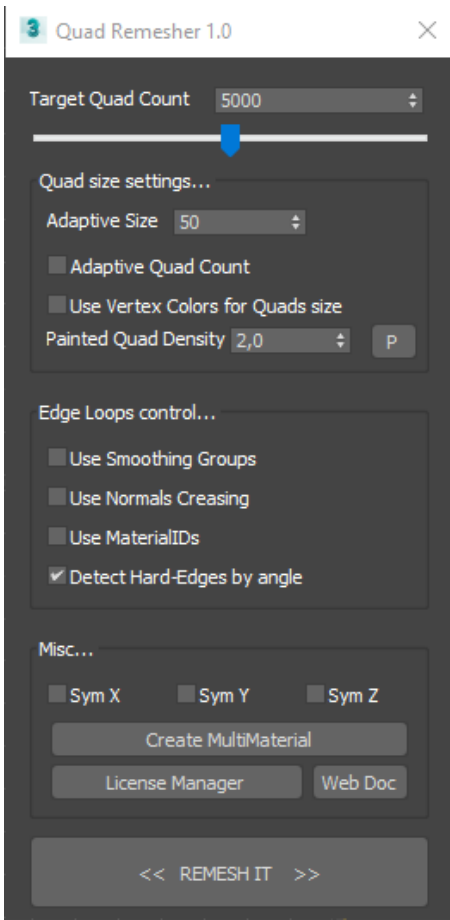 3 Quad Remesher 1.0
Target Quad Count 5000
Quad size settings...
Adaptive Size 50
Adaptive Quad Count
Use Vertex Colors for Quads size
Painted Quad Density 2,0 P
Edge Loops control...
Use Smoothing Groups
Use Normals Creasing
Use MaterialIDs
Detect Hard-Edges by angle
Misc...
Sym X Sym Y Sym Z
Create MultiMaterial
License Manager Web Doc
<< REMESH IT >>